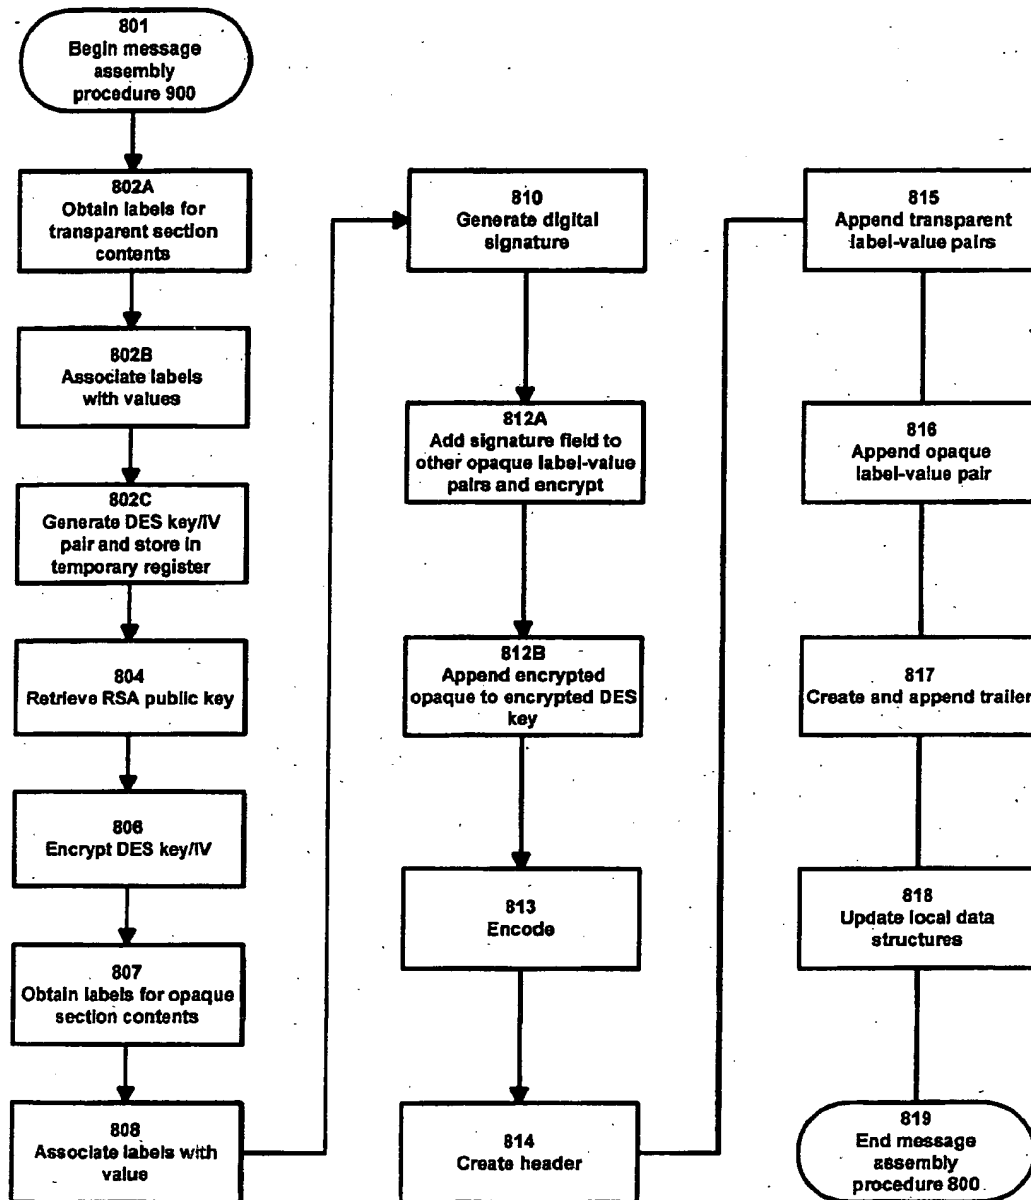 801
Begin message
assembly
procedure 900
802A
Obtain labels for
transparent section
contents
802B
Associate labels
with values
802C
Generate DES key/IV
pair and store in
temporary register
804
Retrieve RSA public key
806
Encrypt DES key/IV
807
Obtain labels for opaque
section contents
808
Associate labels with
value
810
Generate digital
signature
812A
Add signature field to
other opaque label-value
pairs and encrypt
812B
Append encrypted
opaque to encrypted DES
key
813
Encode
814
Create header
815
Append transparent
label-value pairs
816
Append opaque
label-value pair
817
Create and append trailer
818
Update local data
structures
819
End message
assembly
procedure 800